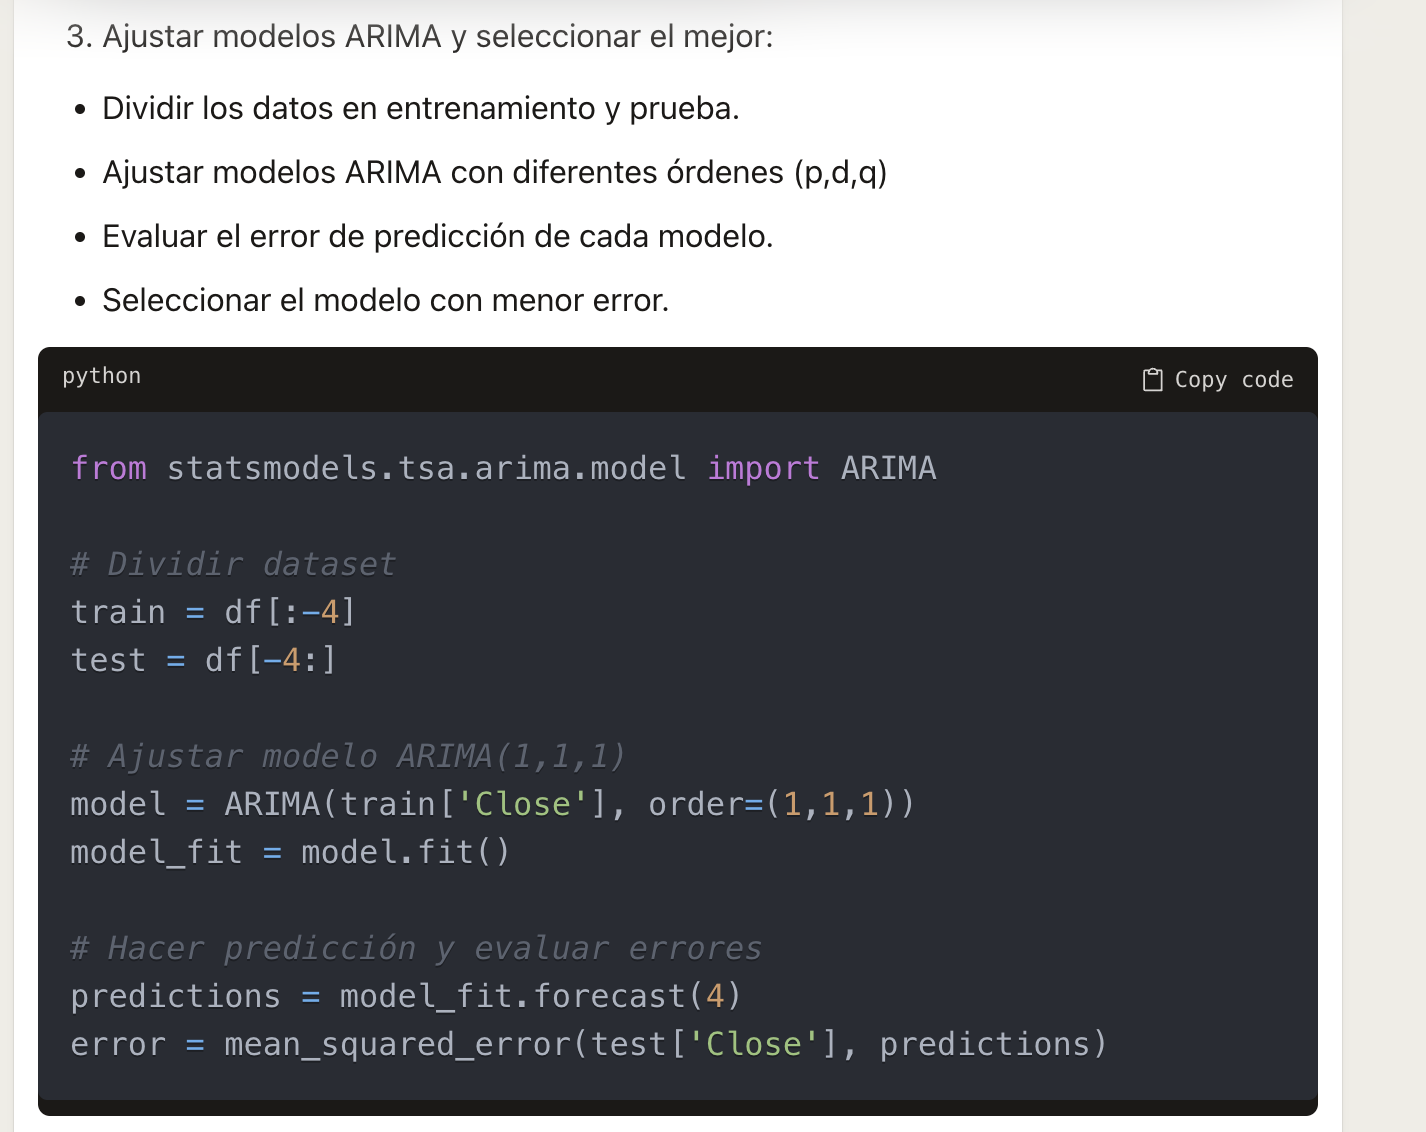 3. Ajustar modelos ARIMA y seleccionar el mejor:
• Dividir los datos en entrenamiento y prueba.
• Ajustar modelos ARIMA con diferentes órdenes (p,d,q)
• Evaluar el error de predicción de cada modelo.
• Seleccionar el modelo con menor error.
python
Copy code
from statsmodels.tsa.arima.model import ARIMA
# Dividir dataset
train = df[:-4]
test = df[-4:]
# Ajustar modelo ARIMA(1,1,1)
model = ARIMA(train['Close'], order=(1,1,1))
model_fit = model.fit()
# Hacer predicción y evaluar errores
predictions = model_fit.forecast(4)
error = mean_squared_error(test['Close'], predictions)